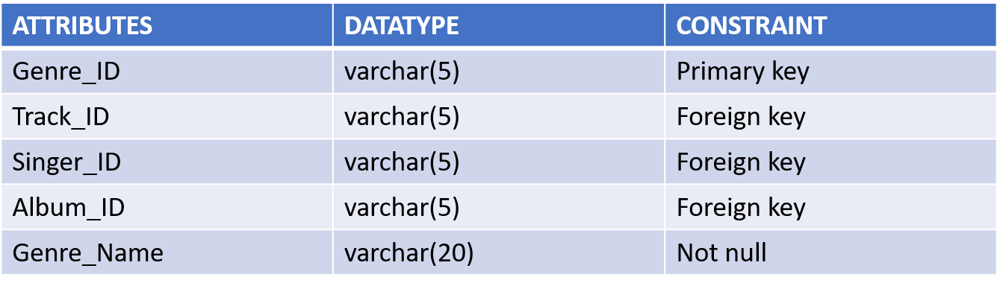 ATTRIBUTES DATATYPE CONSTRAINT
Genre_ID varchar(5) Primary key
Track_ID varchar(5) Foreign key
Singer_ID varchar(5) Foreign key
Album_ID varchar(5) Foreign key
Genre_Name varchar(20) Not null